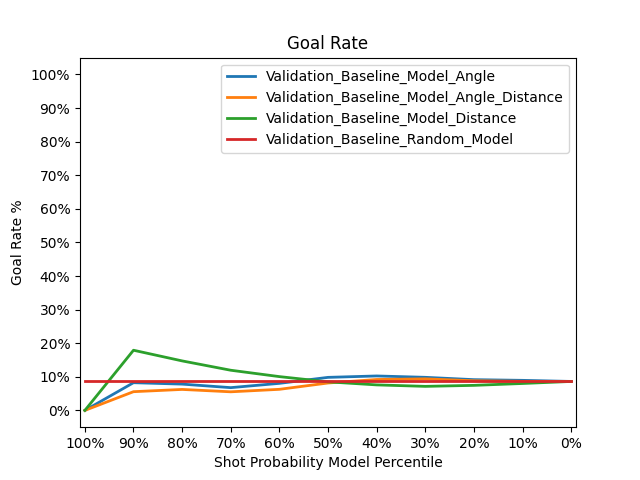 Goal Rate
100%
90%
80%
70%
60%
50%
40%
30%
20%
10%
0%
Goal Rate %
Validation_Baseline_Model_Angle
Validation_Baseline_Model_Angle_Distance
Validation_Baseline_Model_Distance
Validation_Baseline_Random_Model
100% 90% 80% 70% 60% 50% 40% 30% 20% 10% 0%
Shot Probability Model Percentile